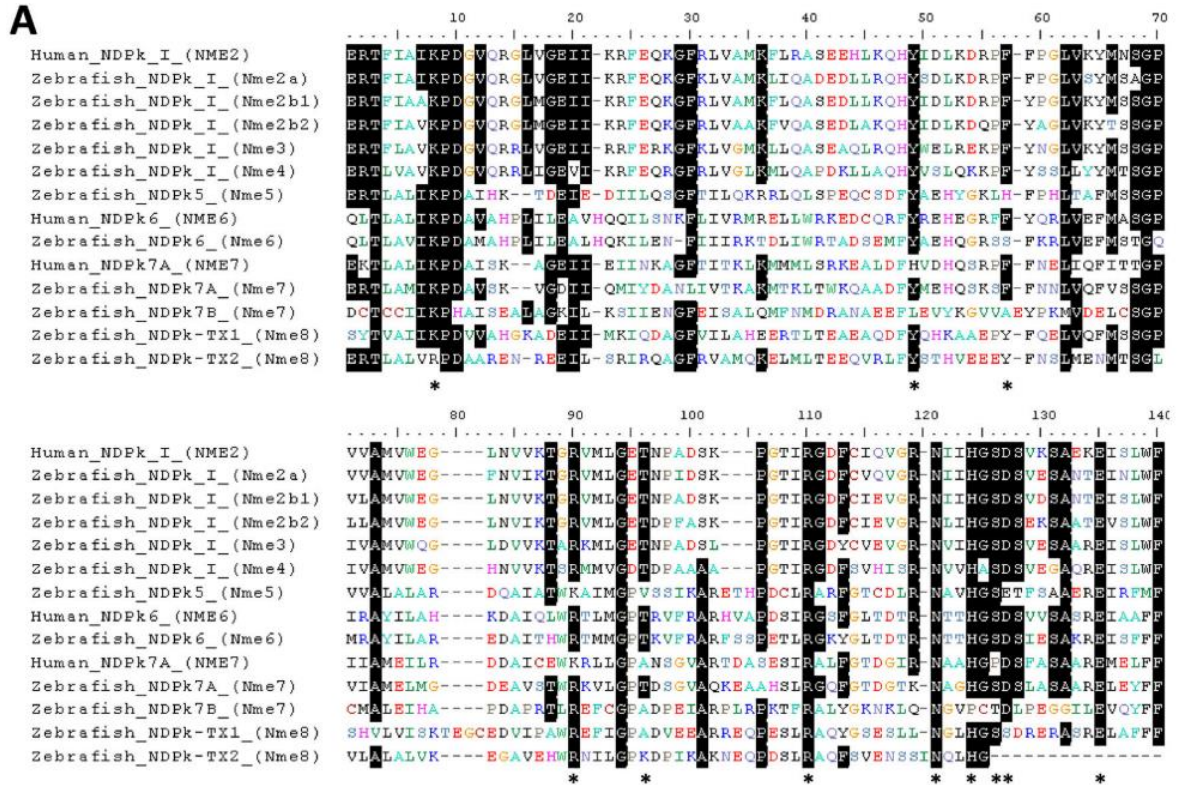 A
10 20 30 40 50 60 70
Human_NDPk_I_(NME2) ERTFIAIKPDGVQRGLVGEII-KRFEQKGFRLVAMKFLRASEEHLKQHYIDLKDRPF-FPGLVKYMNSGP
Zebrafish_NDPk_I_(Nme2a) ERTFIAIKPDGVQRGLVGEII-KRFEQKGFRLVAMKLIQASEDLLKQHYSDLKDRPF-FPGLVSYMSAGP
Zebrafish_NDPk_I_(Nme2b1) ERTFIAAKPDGVQRGLMGEII-KRFEQKGFRLVAMKFLQASEDLLKQHYIDLKDRPF-YPGLVKYMSSGP
Zebrafish_NDPk_I_(Nme2b2) ERTFIAVKPDGVQRGLMGEII-KRFEQKGFRLVAAKFVQASEDLAKQHYIDLKDQPF-YAGLVKYTSSGP
Zebrafish_NDPk_I_(Nme3) ERTFLAVKPDGVQRRLVGEII-RRFERKGFKLVGMKLLQASEAQLRQHYWELREKPF-YNGLVKYMSSGP
Zebrafish_NDPk_I_(Nme4) ERTLVAVKPDGVQRRLIGEVI-KRFEQRGFRLVGLKMLQAPDKLLAQHYVSLQKKPF-YSSLLYYMTSGP
Zebrafish_NDPk5_(Nme5) ERTLALIKPDAIHK--TDEIE-DIILQSGFTILQKRRLQLSPEQCSDFYAEHYGKLH-FPHLTAFMSSGP
Human_NDPk6_(NME6) QLTLALIKPDAVAHPLILEAVHQQILSNKFLIVRMRELLWRKEDCQRFYREHEGRFF-YQRLVEFMASGP
Zebrafish_NDPk6_(Nme6) QLTLAVIKPDAMAHPLILEALHQKILEN-FIIIRKTDLIWRTADSEMFYAEHQGRSS-FKRLVEFMSTGQ
Human_NDPk7A_(NME7) EKTLALIKPDAISK--AGEII-EIINKAGFTITKLKMMMLSRKEALDFHVDHQSRPF-FNELIQFITTGP
Zebrafish_NDPk7A_(Nme7) ERTLAMIKPDAVSK--VGDII-QMIYDANLIVTKAKMTKLTWKQAADFYMEHQSKSF-FNNLVQFVSSGP
Zebrafish_NDPk7B_(Nme7) DCTCCIIKPHAISEALAGKIL-KSIIENGFEISALQMFNMDRANAEEFLEVYKGVVAEYPKMVDELCSGP
Zebrafish_NDPk-TX1_(Nme8) SYTVAIIKPDVVAHGKADEII-MKIQDAGFVILAHEERTLTEAEAQDFYQHKAAEPY-FQELVQFMTSGP
Zebrafish_NDPk-TX2_(Nme8) ERTLALVRPDAAREN-REEIL-SRIRQAGFRVAMQKELMLTEEQVRLFYSTHVEEEY-FNSLMENMTSGL
* * *
80 90 100 110 120 130 140
Human_NDPk_I_(NME2) VVAMVWEG----LNVVKTGRVMLGETNPADSK---PGTIRGDFCIQVGR-NIIHGSDSVKSAEKEISLWF
Zebrafish_NDPk_I_(Nme2a) VVAMVWEG----FNVIKTGRVMLGETNPIDSK---PGTIRGDFCVQVGR-NIIHGSDSVESANTEINLWF
Zebrafish_NDPk_I_(Nme2b1) VLAMVWEG----LNVVKTGRVMLGETNPADSK---PGTIRGDFCIEVGR-NIIHGSDSVDSANTEISLWF
Zebrafish_NDPk_I_(Nme2b2) LLAMVWEG----LNVIKTGRVMLGETDPFASK---PGTIRGDFCIEVGR-NIIHGSDSEKSAATEVSLWF
Zebrafish_NDPk_I_(Nme3) IVAMVWQG----LDVVKTARKMLGETNPADSL---PGTIRGDYCVEVGR-NVIHGSDSVESAAREISLWF
Zebrafish_NDPk_I_(Nme4) IVAMVWEG----HNVVKTSRMMVGDTDPAAAA---PGTIRGDFSVHISR-NVVHASDSVEGAQREISLWF
Zebrafish_NDPk5_(Nme5) VVALALAR----DQAIATWKAIMGPVSSIKARETHPDCLRARFGTCDLR-NAVHGSETFSAAEREIRFMF
Human_NDPk6_(NME6) IRAYILAH----KDAIQLWRTLMGPTRVFRARHVAPDSIRGSFGLTDTR-NTTHGSDSVVSASREIAFFF
Zebrafish_NDPk6_(Nme6) MRAYILAR----EDAITHWRTMMGPTKVFRARFSSPETLRGKYGLTDTR-NTTHGSDSIESAKREISFFF
Human_NDPk7A_(NME7) IIAMEILR----DDAICEWKRLLGPANSGVARTDASESIRALFGTDGIR-NAAHGPDSFASAAREMELFF
Zebrafish_NDPk7A_(Nme7) VIAMELMG----DEAVSTWRKVLGPTDSGVAQKEAAHSLRGQFGTDGTK-NAGHGSDSLASAARELEYFF
Zebrafish_NDPk7B_(Nme7) CMALEIHA----PDAPRTLREFCGPADPEIARPLRPKTFRALYGKNKLQ-NGVPCTDLPEGGILEVQYFF
Zebrafish_NDPk-TX1_(Nme8) SHVLVISKTEGCEDVIPAWREFIGPADVEEARREQPESLRAQYGSESLL-NGLHGSSDRERASRELAFFF
Zebrafish_NDPk-TX2_(Nme8) VLALALVK----EGAVEHWRNILGPKDPIKAKNEQPDSLRAQFSVENSSINQLHG---------------
* * * * * * * *